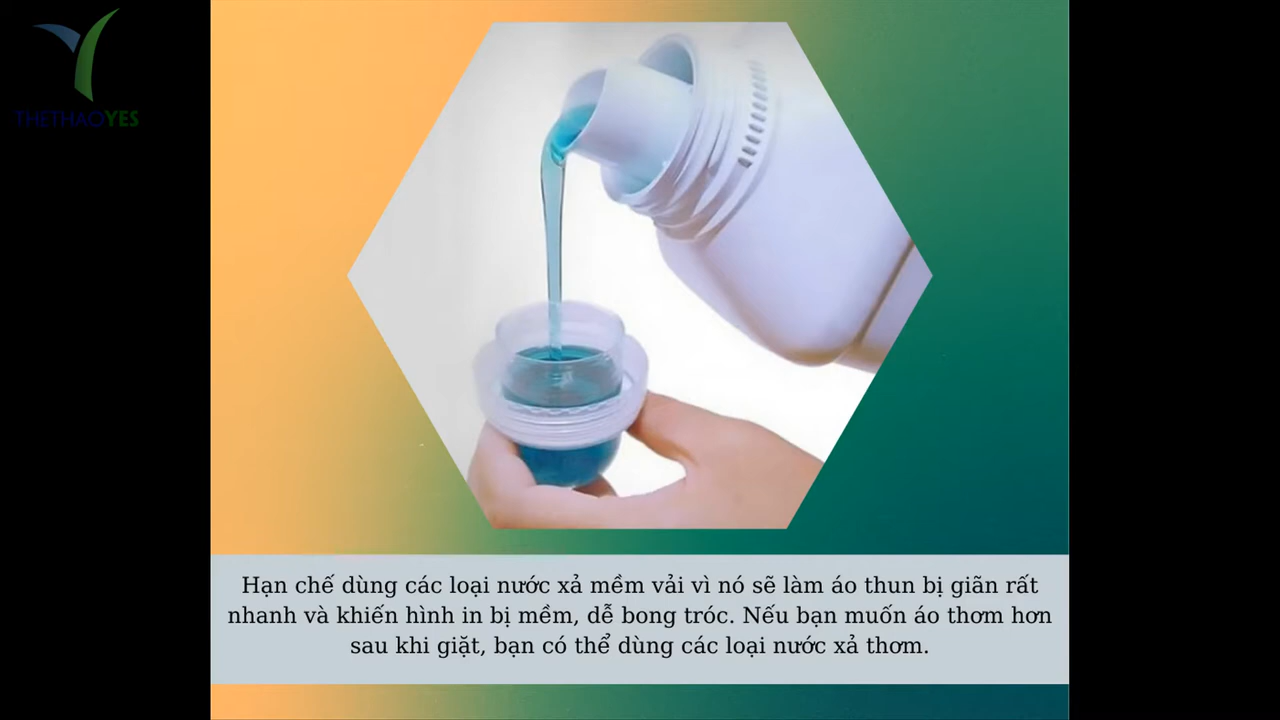 THETHAOYES
Hạn chế dùng các loại nước xả mềm vải vì nó sẽ làm áo thun bị giãn rất
nhanh và khiến hình in bị mềm, dễ bong tróc. Nếu bạn muốn áo thơm hơn
sau khi giặt, bạn có thể dùng các loại nước xả thơm.